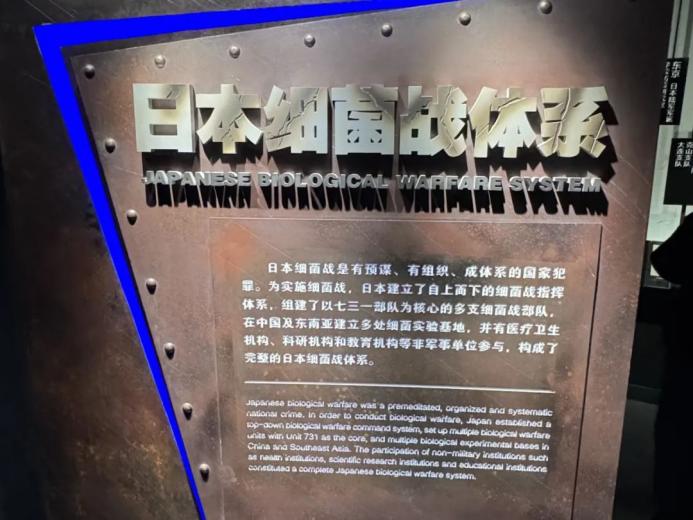 日本细菌战体系
JAPANESE BIOLOGICAL WARFARE SYSTEM
日本细菌战是有预谋、有组织、成体系的国家犯
罪。为实施细菌战，日本建立了自上而下的细菌战指挥
体系，组建了以七三一部队为核心的多支细菌战部队，
在中国及东南亚建立多处细菌实验基地，并有医疗卫生
机构、科研机构和教育机构等非军事单位参与，构成了
完整的日本细菌战体系。
Japanese biological warfare was a premeditated, organized and systematic
national crime. In order to conduct biological warfare, Japan established a
top-down biological warfare command system, set up multiple biological warfare
units with Unit 731 as the core, and multiple biological experimental bases in
China and Southeast Asia. The participation of non-military institutions such
as health institutions, scientific research institutions and educational institutions
constituted a complete Japanese biological warfare system.
东京
大连支队